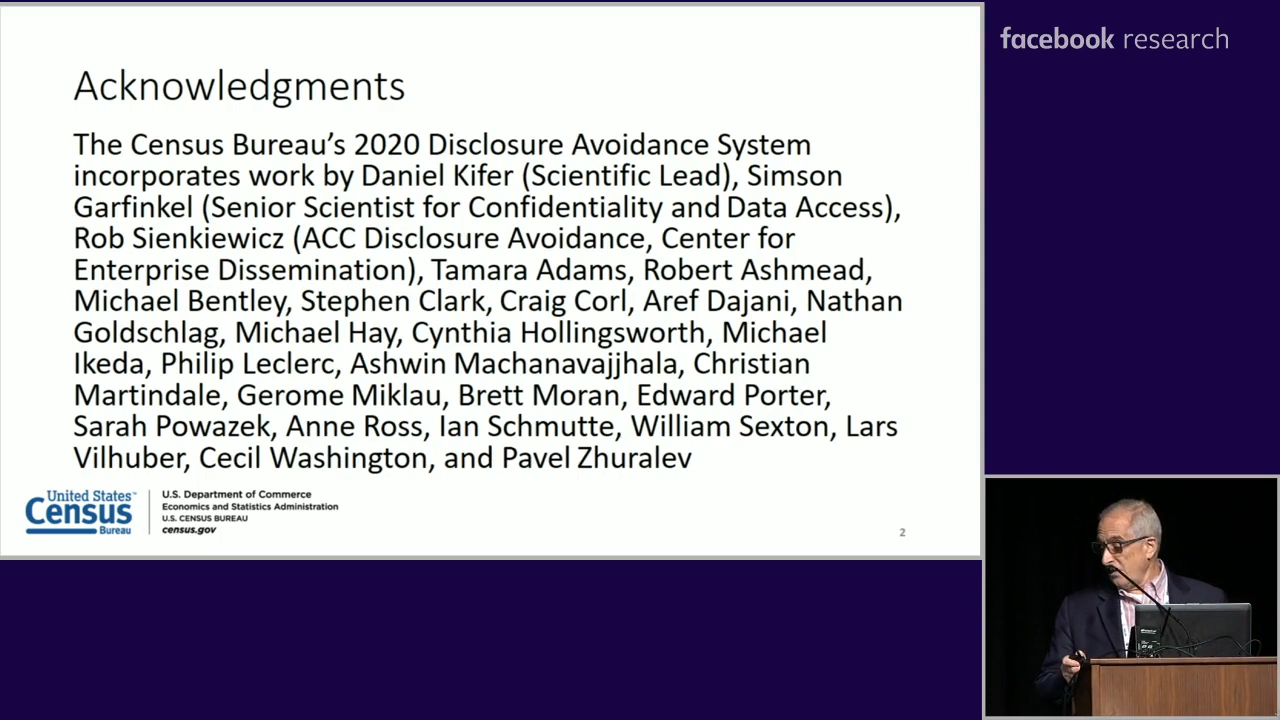 facebook research
Acknowledgments
The Census Bureau’s 2020 Disclosure Avoidance System
incorporates work by Daniel Kifer (Scientific Lead), Simson
Garfinkel (Senior Scientist for Confidentiality and Data Access),
Rob Sienkiewicz (ACC Disclosure Avoidance, Center for
Enterprise Dissemination), Tamara Adams, Robert Ashmead,
Michael Bentley, Stephen Clark, Craig Corl, Aref Dajani, Nathan
Goldschlag, Michael Hay, Cynthia Hollingsworth, Michael
Ikeda, Philip Leclerc, Ashwin Machanavajjhala, Christian
Martindale, Gerome Miklau, Brett Moran, Edward Porter,
Sarah Powazek, Anne Ross, Ian Schmutte, William Sexton, Lars
Vilhuber, Cecil Washington, and Pavel Zhuralev
United States™
Census
Bureau
U.S. Department of Commerce
Economics and Statistics Administration
U.S. CENSUS BUREAU
census.gov
2